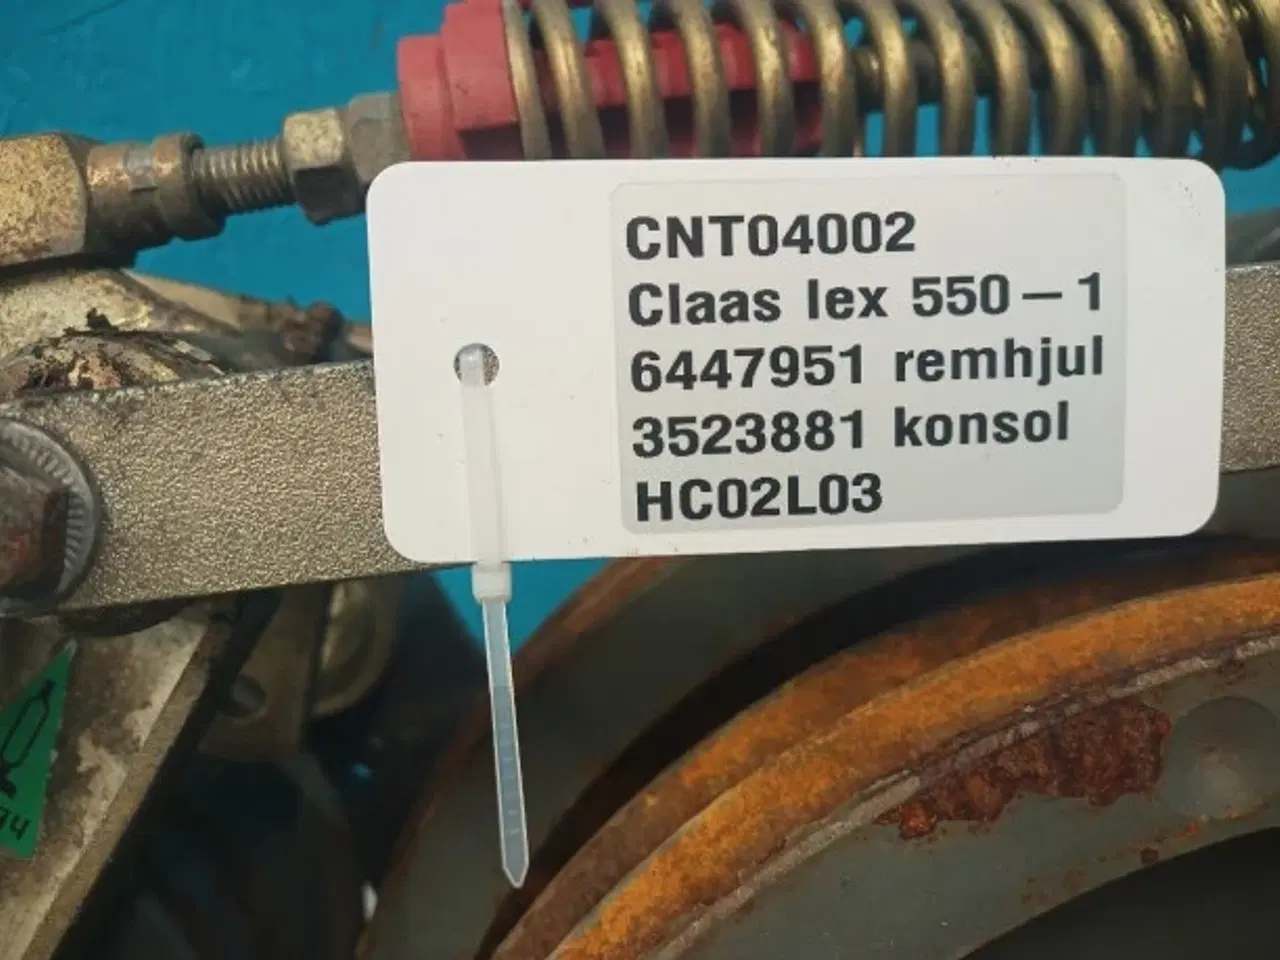 CNT04002
Claas lex 550 – 1
6447951 remhjul
3523881 konsol
HC02L03